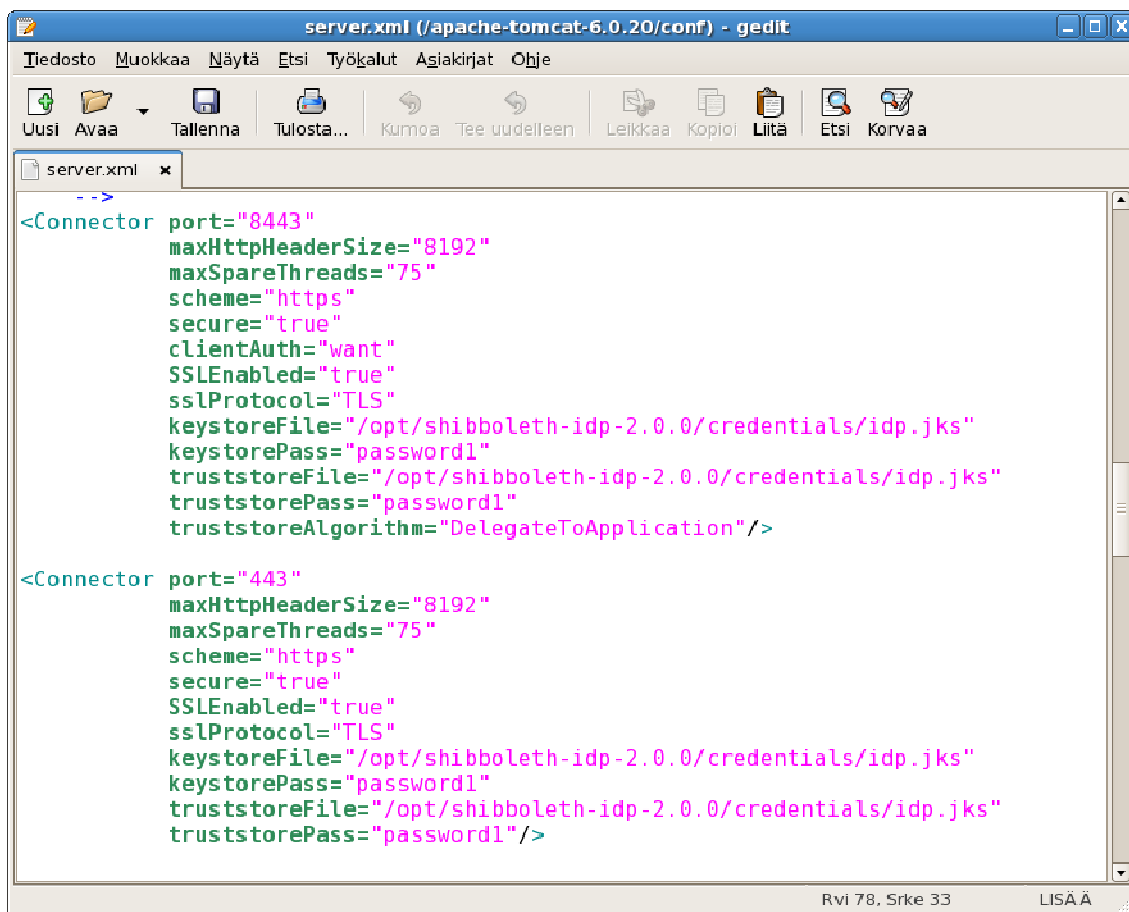 server.xml (/apache-tomcat-6.0.20/conf) - gedit
Tiedosto Muokkaa Näytä Etsi Työkalut Asiakirjat Ohje
Uusi Avaa Tallenna Tulosta... Kumoa Tee uudelleen Leikkaa Kopioi Liitä Etsi Korvaa
server.xml
-->
<Connector port="8443"
maxHttpHeaderSize="8192"
maxSpareThreads="75"
scheme="https"
secure="true"
clientAuth="want"
SSLEnabled="true"
sslProtocol="TLS"
keystoreFile="/opt/shibboleth-idp-2.0.0/credentials/idp.jks"
keystorePass="password1"
truststoreFile="/opt/shibboleth-idp-2.0.0/credentials/idp.jks"
truststorePass="password1"
truststoreAlgorithm="DelegateToApplication"/>
<Connector port="443"
maxHttpHeaderSize="8192"
maxSpareThreads="75"
scheme="https"
secure="true"
SSLEnabled="true"
sslProtocol="TLS"
keystoreFile="/opt/shibboleth-idp-2.0.0/credentials/idp.jks"
keystorePass="password1"
truststoreFile="/opt/shibboleth-idp-2.0.0/credentials/idp.jks"
truststorePass="password1"/>
Rvi 78, Srke 33 LISÄÄ